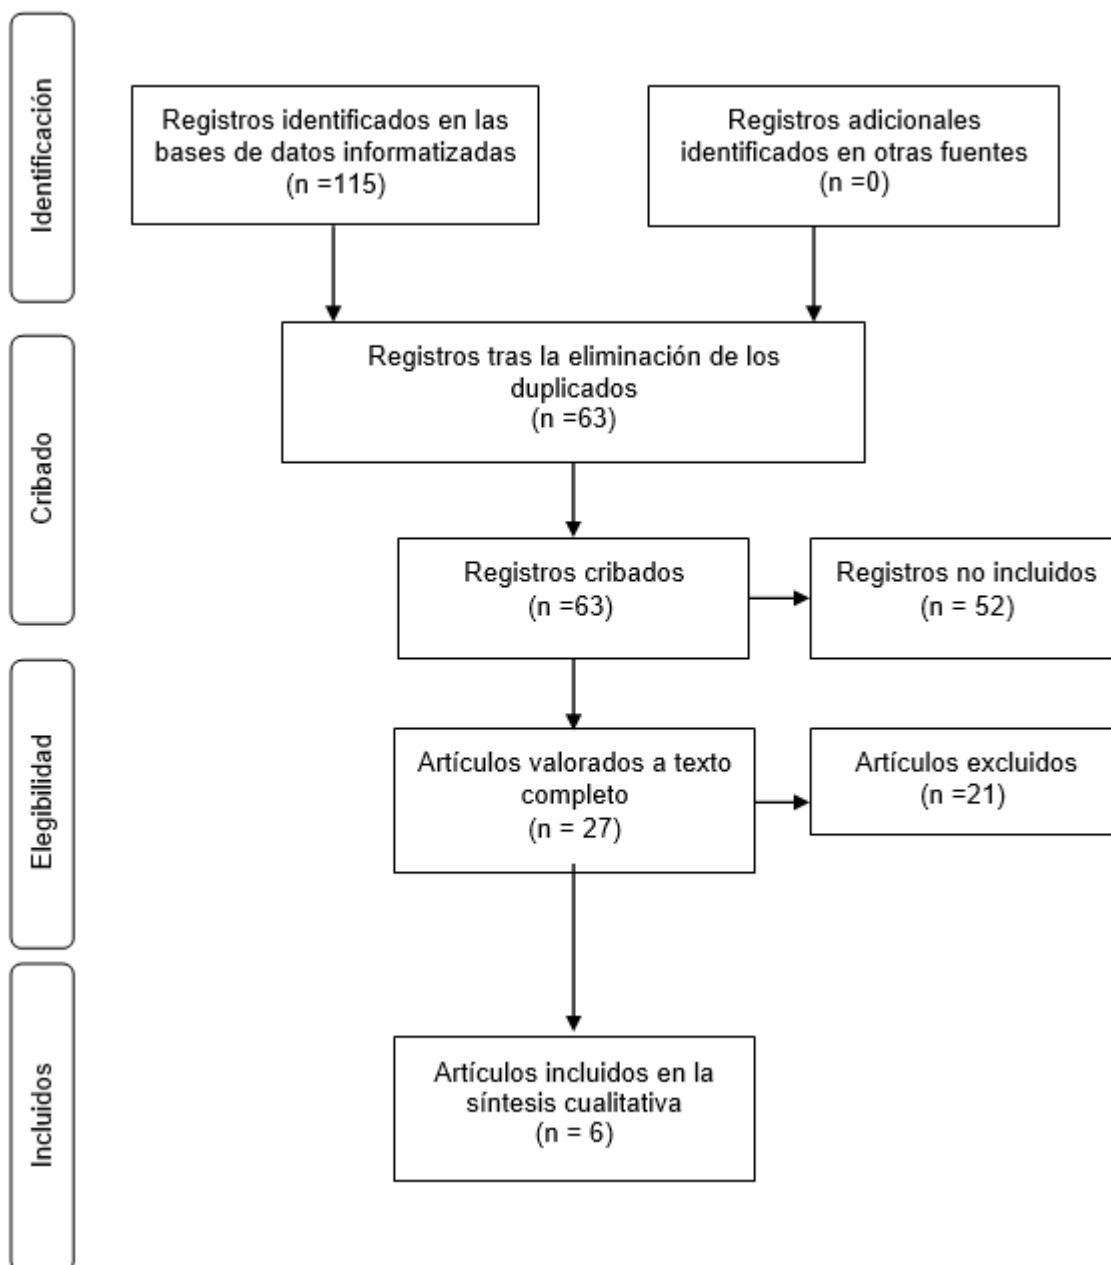 Identificación
Registros identificados en las
bases de datos informatizadas
(n =115)
Registros adicionales
identificados en otras fuentes
(n =0)
Cribado
Registros tras la eliminación de los
duplicados
(n =63)
Registros cribados
(n =63)
Registros no incluidos
(n = 52)
Elegibilidad
Artículos valorados a texto
completo
(n = 27)
Artículos excluidos
(n =21)
Incluidos
Artículos incluidos en la
síntesis cualitativa
(n = 6)